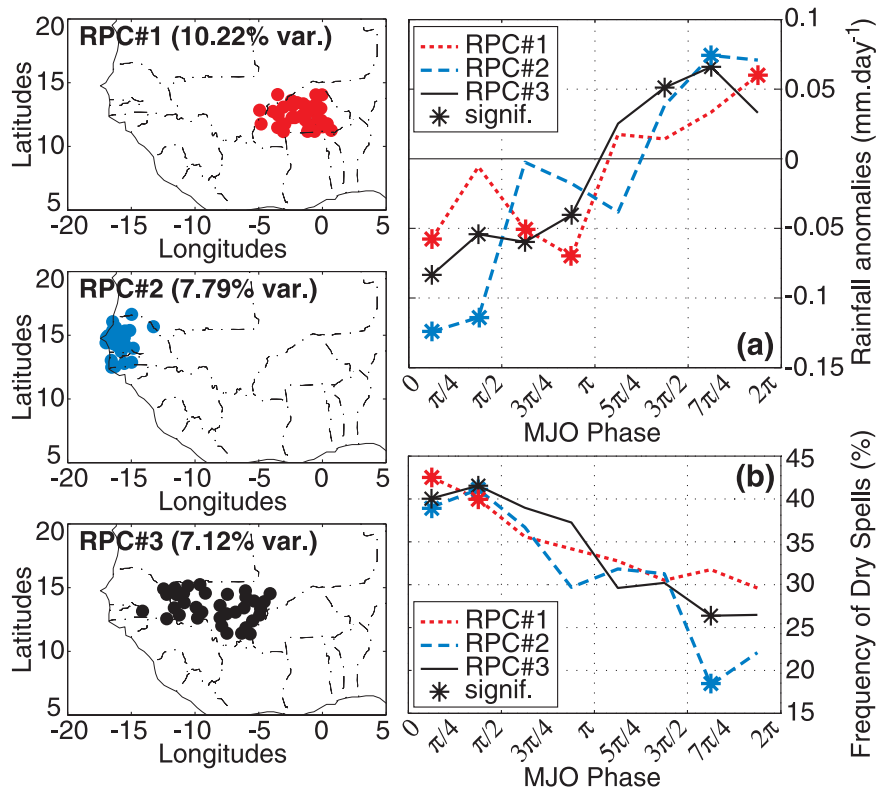 RPC#1 (10.22% var.)
20
15
10
5
Latitudes
-20 -15 -10 -5 0 5
Longitudes
RPC#2 (7.79% var.)
20
15
10
5
Latitudes
-20 -15 -10 -5 0 5
Longitudes
RPC#3 (7.12% var.)
20
15
10
5
Latitudes
-20 -15 -10 -5 0 5
Longitudes
RPC#1
RPC#2
RPC#3
signif.
0.1
0.05
0
-0.05
-0.1
-0.15
Rainfall anomalies (mm.day⁻¹)
(a)
0 π/4 π/2 3π/4 π 5π/4 3π/2 7π/4 2π
MJO Phase
(b)
45
40
35
30
25
20
15
Frequency of Dry Spells (%)
RPC#1
RPC#2
RPC#3
signif.
0 π/4 π/2 3π/4 π 5π/4 3π/2 7π/4 2π
MJO Phase